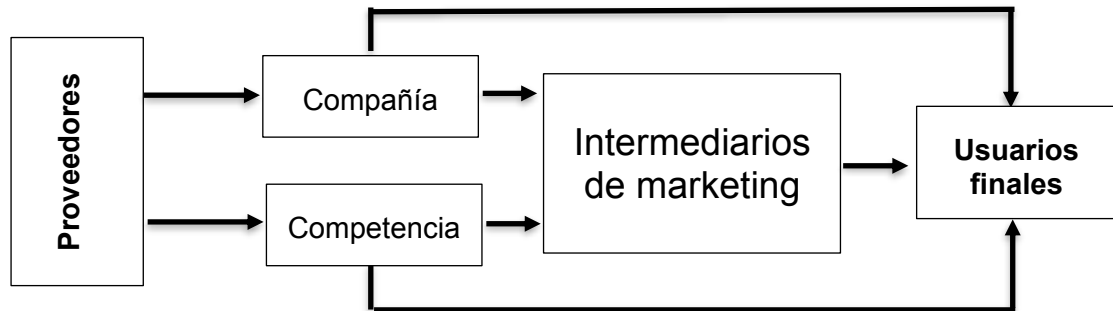 Proveedores
Compañía
Competencia
Intermediarios
de marketing
Usuarios
finales